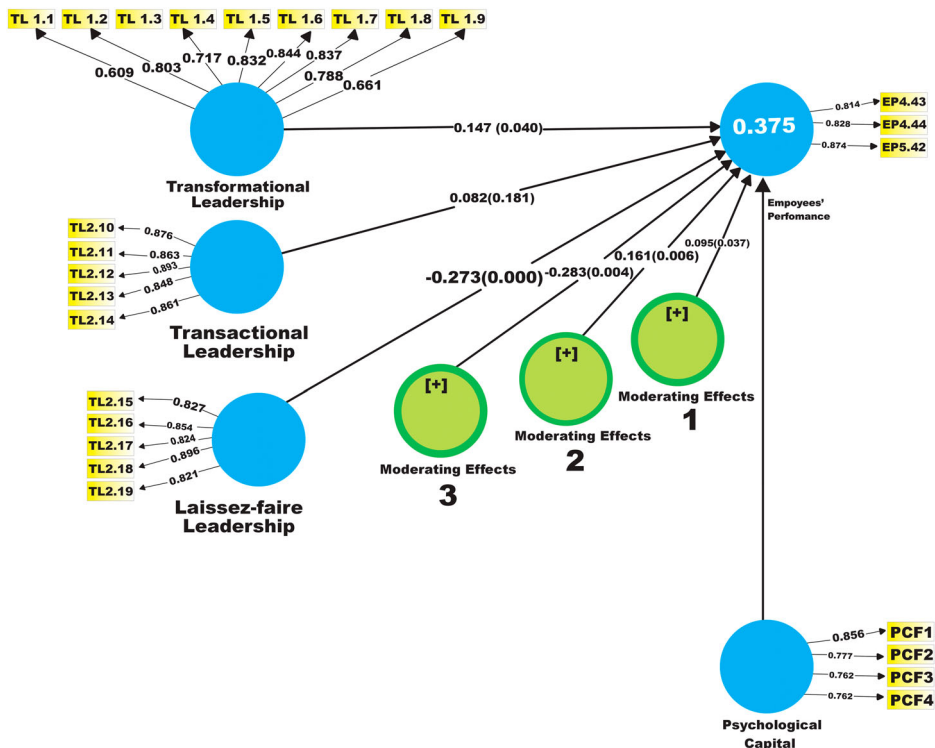 TL 1.1 TL 1.2 TL 1.3 TL 1.4 TL 1.5 TL 1.6 TL 1.7 TL 1.8 TL 1.9
0.609 0.803 0.717 0.832 0.844 0.837 0.788 0.661
Transformational
Leadership
0.147 (0.040)
0.375
0.814 EP4.43
0.828 EP4.44
0.874 EP5.42
Empoyees'
Perfomance
TL2.10 0.876
TL2.11 0.863
TL2.12 0.893
TL2.13 0.848
TL2.14 0.861
Transactional
Leadership
0.082(0.181)
-0.273(0.000)
-0.283(0.004)
0.161(0.006)
0.095(0.037)
[+]
Moderating Effects
1
[+]
Moderating Effects
2
[+]
Moderating Effects
3
TL2.15 0.827
TL2.16 0.854
TL2.17 0.824
TL2.18 0.896
TL2.19 0.821
Laissez-faire
Leadership
0.856 PCF1
0.777 PCF2
0.762 PCF3
0.762 PCF4
Psychological
Capital